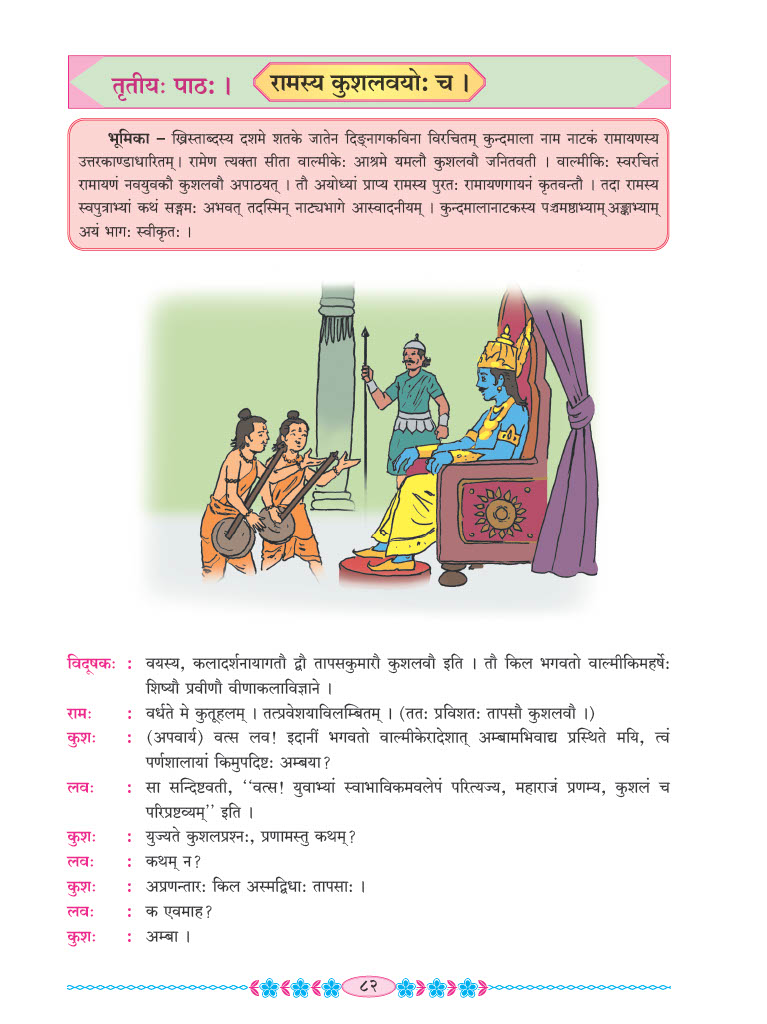 तृतीयः पाठः ।
रामस्य कुशलवयोः च ।
भूमिका – ख्रिस्ताब्दस्य दशमे शतके जातेन दिङ्नागकविना विरचितम् कुन्दमाला नाम नाटकं रामायणस्य
उत्तरकाण्डाधारितम्। रामेण त्यक्ता सीता वाल्मीकेः आश्रमे यमलौ कुशलवौ जनितवती । वाल्मीकिः स्वरचितं
रामायणं नवयुवकौ कुशलवौ अपाठयत् । तौ अयोध्यां प्राप्य रामस्य पुरतः रामायणगायनं कृतवन्तौ । तदा रामस्य
स्वपुत्राभ्यां कथं सङ्गमः अभवत् तदस्मिन् नाट्यभागे आस्वादनीयम् । कुन्दमालानाटकस्य पञ्चमषष्ठाभ्याम् अङ्काभ्याम्
अयं भागः स्वीकृतः ।
विदूषकः : वयस्य, कलादर्शनायागतौ द्वौ तापसकुमारौ कुशलवौ इति । तौ किल भगवतो वाल्मीकिमहर्षेः
शिष्यौ प्रवीणौ वीणाकलाविज्ञाने ।
रामः : वर्धते मे कुतूहलम् । तत्प्रवेशयाविलम्बितम् । (ततः प्रविशतः तापसौ कुशलवौ ।)
कुशः : (अपवार्य) वत्स लव! इदानीं भगवतो वाल्मीकेरादेशात् अम्बामभिवाद्य प्रस्थिते मयि, त्वं
पर्णशालायां किमुपदिष्टः अम्बया?
लवः : सा सन्दिष्टवती, ‘‘वत्स! युवाभ्यां स्वाभाविकमवलेपं परित्यज्य, महाराजं प्रणम्य, कुशलं च
परिप्रष्टव्यम्’’ इति ।
कुशः : युज्यते कुशलप्रश्नः, प्रणामस्तु कथम्?
लवः : कथम् न?
कुशः : अप्रणन्तारः किल अस्मद्विधाः तापसाः ।
लवः : क एवमाह?
कुशः : अम्बा ।
८२